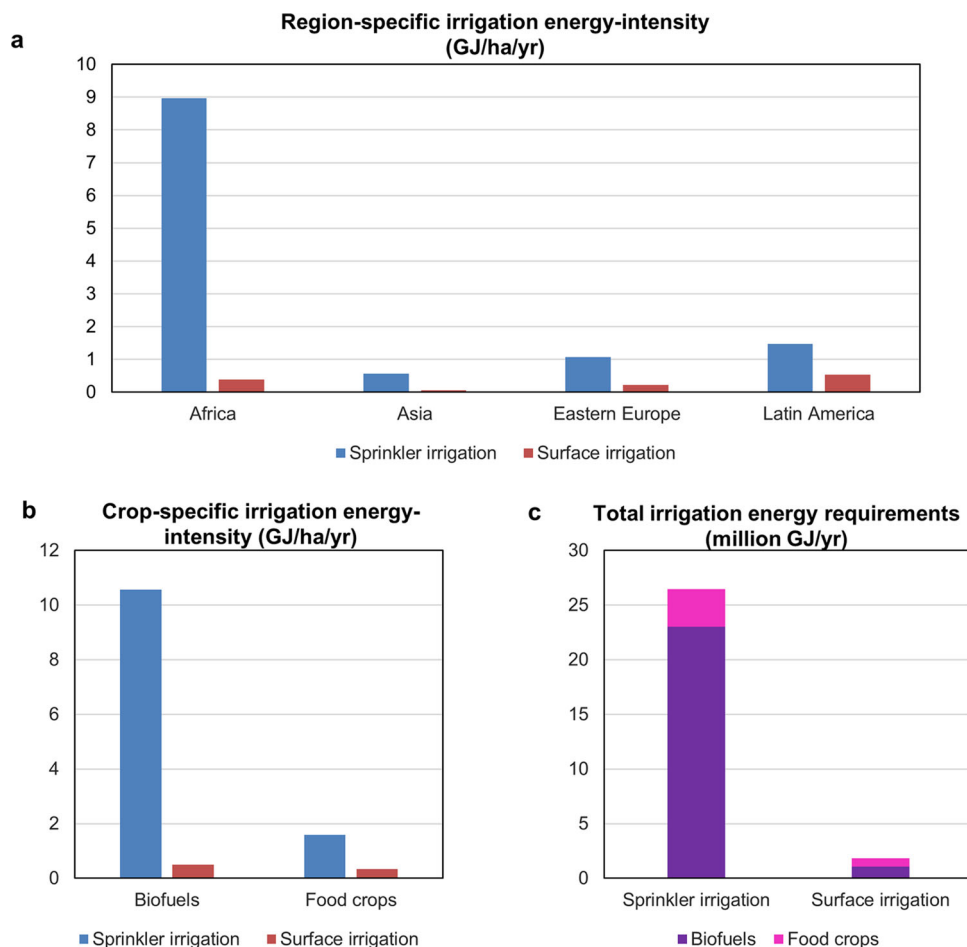 a
Region-specific irrigation energy-intensity
(GJ/ha/yr)
10
9
8
7
6
5
4
3
2
1
0
Africa Asia Eastern Europe Latin America
Sprinkler irrigation Surface irrigation
b
Crop-specific irrigation energy-
intensity (GJ/ha/yr)
12
10
8
6
4
2
0
Biofuels Food crops
Sprinkler irrigation Surface irrigation
c
Total irrigation energy requirements
(million GJ/yr)
30
25
20
15
10
5
0
Sprinkler irrigation Surface irrigation
Biofuels Food crops